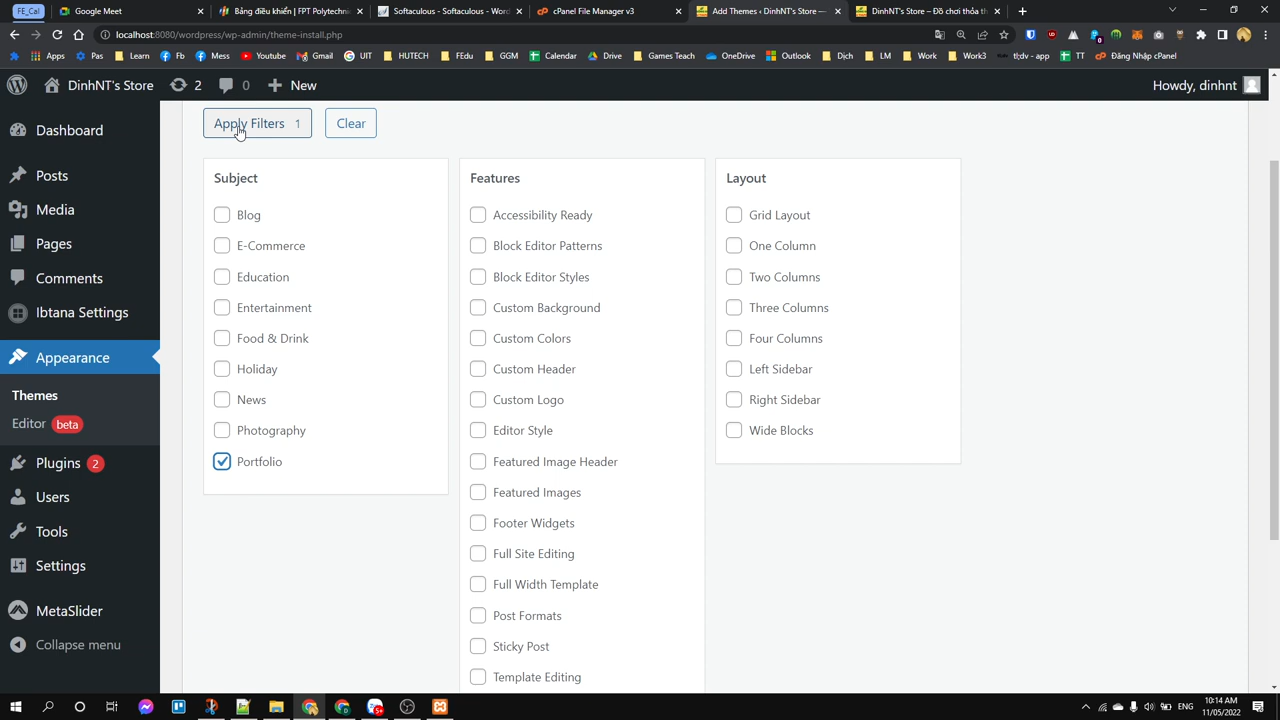 FE_Cal
Google Meet
Bảng điều khiển | FPT Polytechni
Softaculous - Softaculous - Word
cPanel File Manager v3
Add Themes ‹ DinhNT's Store —
DinhNT's Store – Đồ chơi thỏa th
localhost:8080/wordpress/wp-admin/theme-install.php
Apps
Pas
Learn
Fb
Mess
Youtube
Gmail
UIT
HUTECH
FEdu
GGM
Calendar
Drive
Games Teach
OneDrive
Outlook
Dịch
LM
Work
Work3
tl;dv - app
TT
Đăng Nhập cPanel
DinhNT's Store
2
0
New
Howdy, dinhnt
Dashboard
Posts
Media
Pages
Comments
Ibtana Settings
Appearance
Themes
Editor beta
Plugins 2
Users
Tools
Settings
MetaSlider
Collapse menu
Apply Filters 1
Clear
Subject
Blog
E-Commerce
Education
Entertainment
Food & Drink
Holiday
News
Photography
Portfolio
Features
Accessibility Ready
Block Editor Patterns
Block Editor Styles
Custom Background
Custom Colors
Custom Header
Custom Logo
Editor Style
Featured Image Header
Featured Images
Footer Widgets
Full Site Editing
Full Width Template
Post Formats
Sticky Post
Template Editing
Layout
Grid Layout
One Column
Two Columns
Three Columns
Four Columns
Left Sidebar
Right Sidebar
Wide Blocks
ENG
10:14 AM
11/05/2022